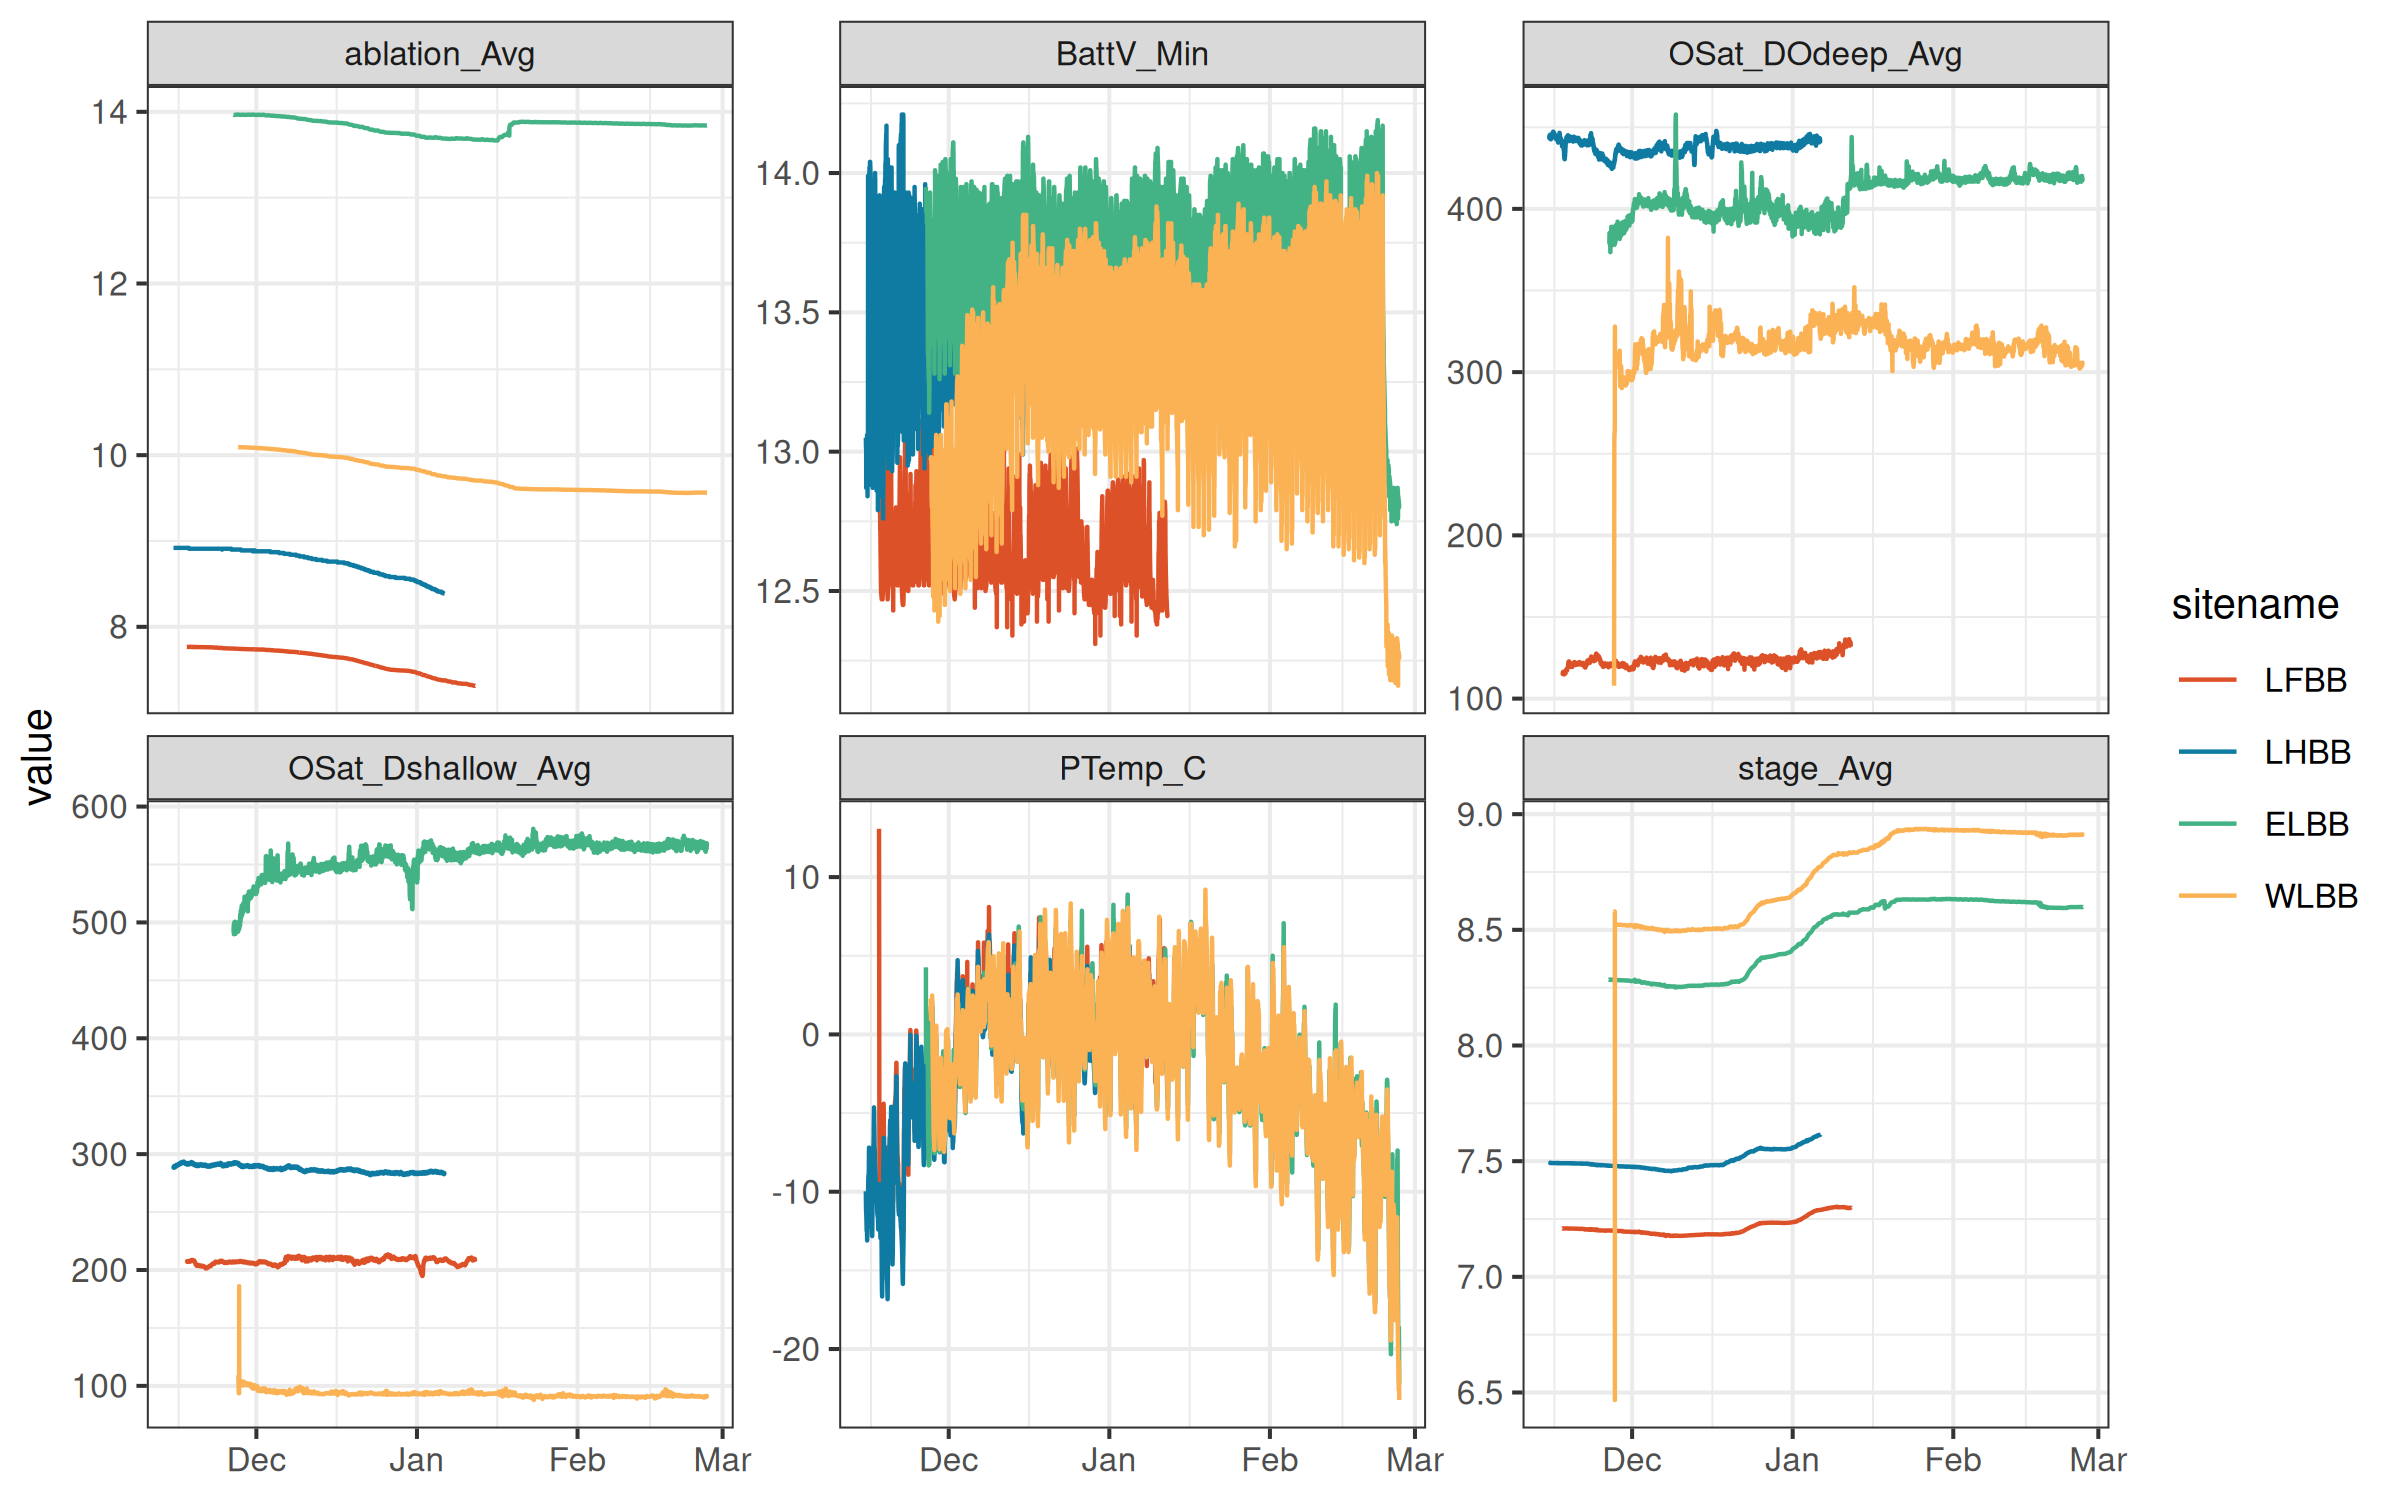 ablation_Avg
BattV_Min
OSat_DOdeep_Avg
14
12
10
8
14.0
13.5
13.0
12.5
400
300
200
100
value
OSat_Dshallow_Avg
PTemp_C
stage_Avg
600
500
400
300
200
100
10
0
-10
-20
9.0
8.5
8.0
7.5
7.0
6.5
Dec Jan Feb Mar
Dec Jan Feb Mar
Dec Jan Feb Mar
sitename
LFBB
LHBB
ELBB
WLBB